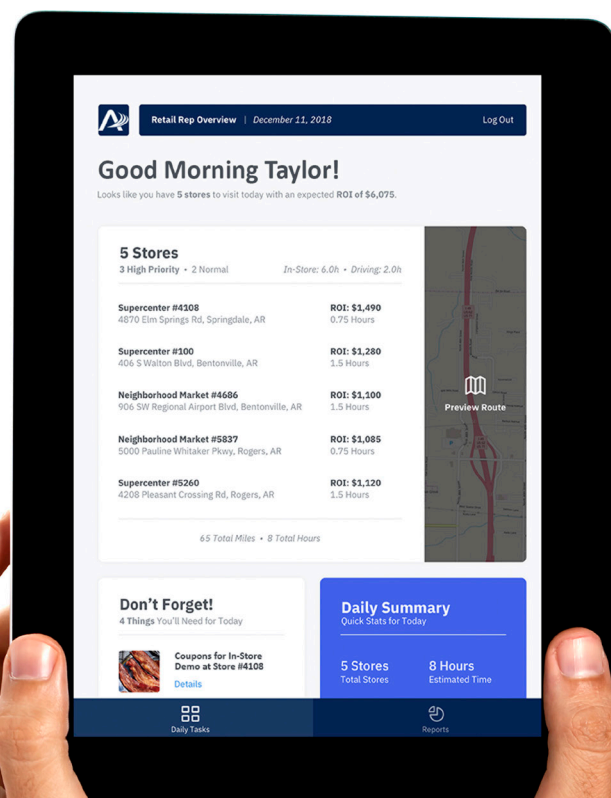 Retail Rep Overview | December 11, 2018
Log Out
Good Morning Taylor!
Looks like you have 5 stores to visit today with an expected ROI of $6,075.
5 Stores
3 High Priority • 2 Normal
In-Store: 6.0h • Driving: 2.0h
Supercenter #4108
4870 Elm Springs Rd, Springdale, AR
ROI: $1,490
0.75 Hours
Supercenter #100
406 S Walton Blvd, Bentonville, AR
ROI: $1,280
1.5 Hours
Neighborhood Market #4686
906 SW Regional Airport Blvd, Bentonville, AR
ROI: $1,100
1.5 Hours
Neighborhood Market #5837
5000 Pauline Whitaker Pkwy, Rogers, AR
ROI: $1,085
0.75 Hours
Supercenter #5260
4208 Pleasant Crossing Rd, Rogers, AR
ROI: $1,120
1.5 Hours
65 Total Miles • 8 Total Hours
Preview Route
Don't Forget!
4 Things You'll Need for Today
Coupons for In-Store
Demo at Store #4108
Details
Daily Summary
Quick Stats for Today
5 Stores
Total Stores
8 Hours
Estimated Time
Daily Tasks
Reports